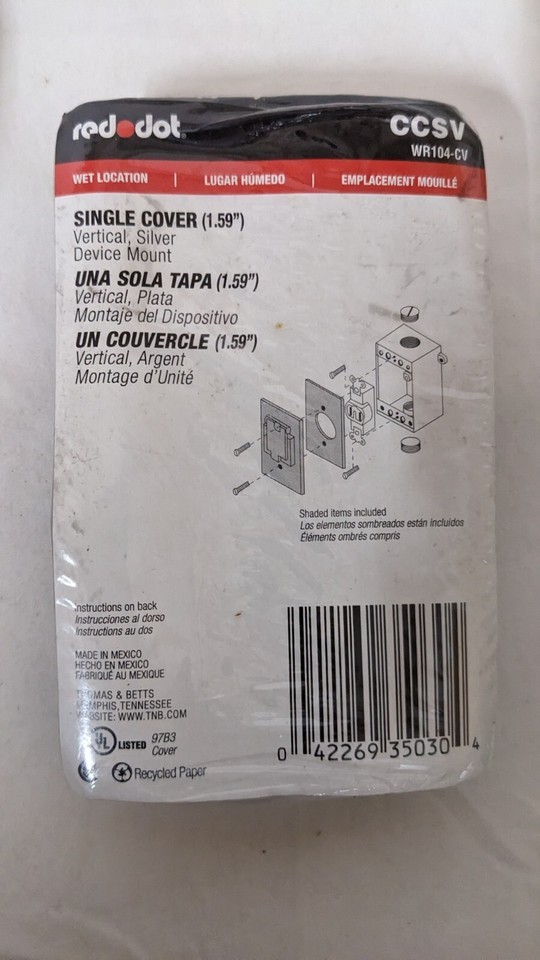 red dot
CCSV
WR104-CV
WET LOCATION | LUGAR HÚMEDO | EMPLACEMENT MOUILLÉ
SINGLE COVER (1.59")
Vertical, Silver
Device Mount
UNA SOLA TAPA (1.59")
Vertical, Plata
Montaje del Dispositivo
UN COUVERCLE (1.59")
Vertical, Argent
Montage d'Unité
Shaded items included
Los elementos sombreados están incluidos
Éléments ombrés compris
Instructions on back
Instrucciones al dorso
Instructions au dos
MADE IN MEXICO
HECHO EN MEXICO
FABRIQUÉ AU MEXIQUE
THOMAS & BETTS
MEMPHIS, TENNESSEE
WEBSITE: WWW.TNB.COM
UL LISTED 97B3
Cover
Recycled Paper
0 42269 35030 4